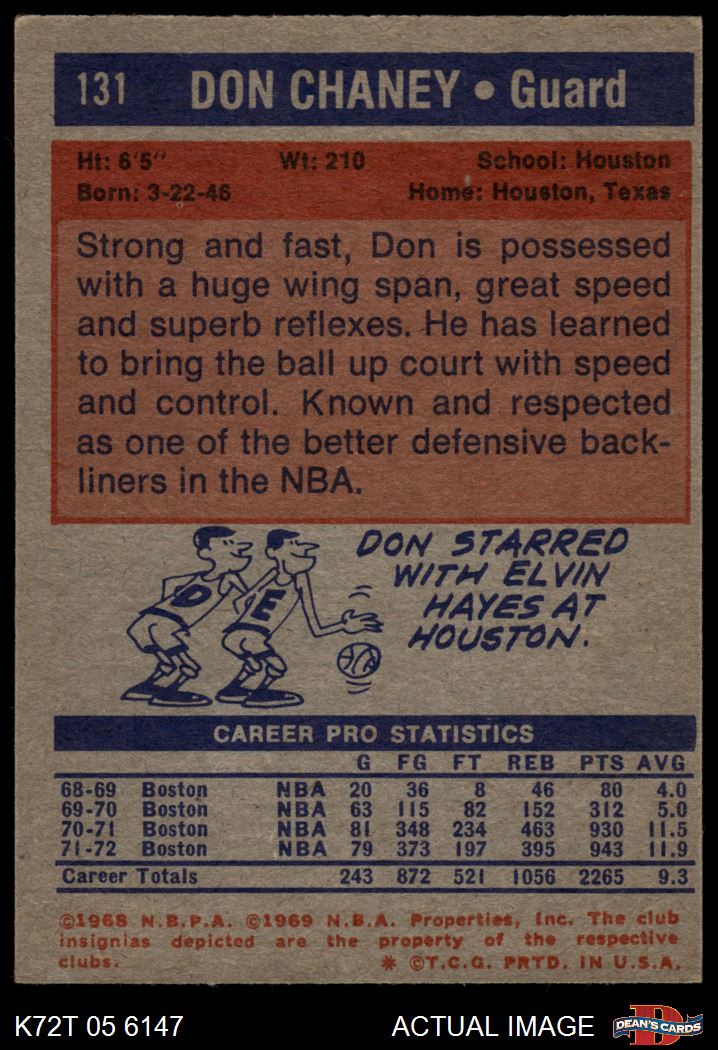 131 DON CHANEY • Guard
Ht: 6'5" Wt: 210 School: Houston
Born: 3-22-46 Home: Houston, Texas
Strong and fast, Don is possessed
with a huge wing span, great speed
and superb reflexes. He has learned
to bring the ball up court with speed
and control. Known and respected
as one of the better defensive back-
liners in the NBA.
D E
DON STARRED
WITH ELVIN
HAYES AT
HOUSTON.
CAREER PRO STATISTICS
G FG FT REB PTS AVG
68-69 Boston NBA 20 36 8 46 80 4.0
69-70 Boston NBA 63 115 82 152 312 5.0
70-71 Boston NBA 81 348 234 463 930 11.5
71-72 Boston NBA 79 373 197 395 943 11.9
Career Totals 243 872 521 1056 2265 9.3
©1968 N.B.P.A. ©1969 N.B.A. Properties, Inc. The club
insignias depicted are the property of the respective
clubs. * ©T.C.G. PRTD. IN U.S.A.
K72T 05 6147 ACTUAL IMAGE D DEAN'S CARDS